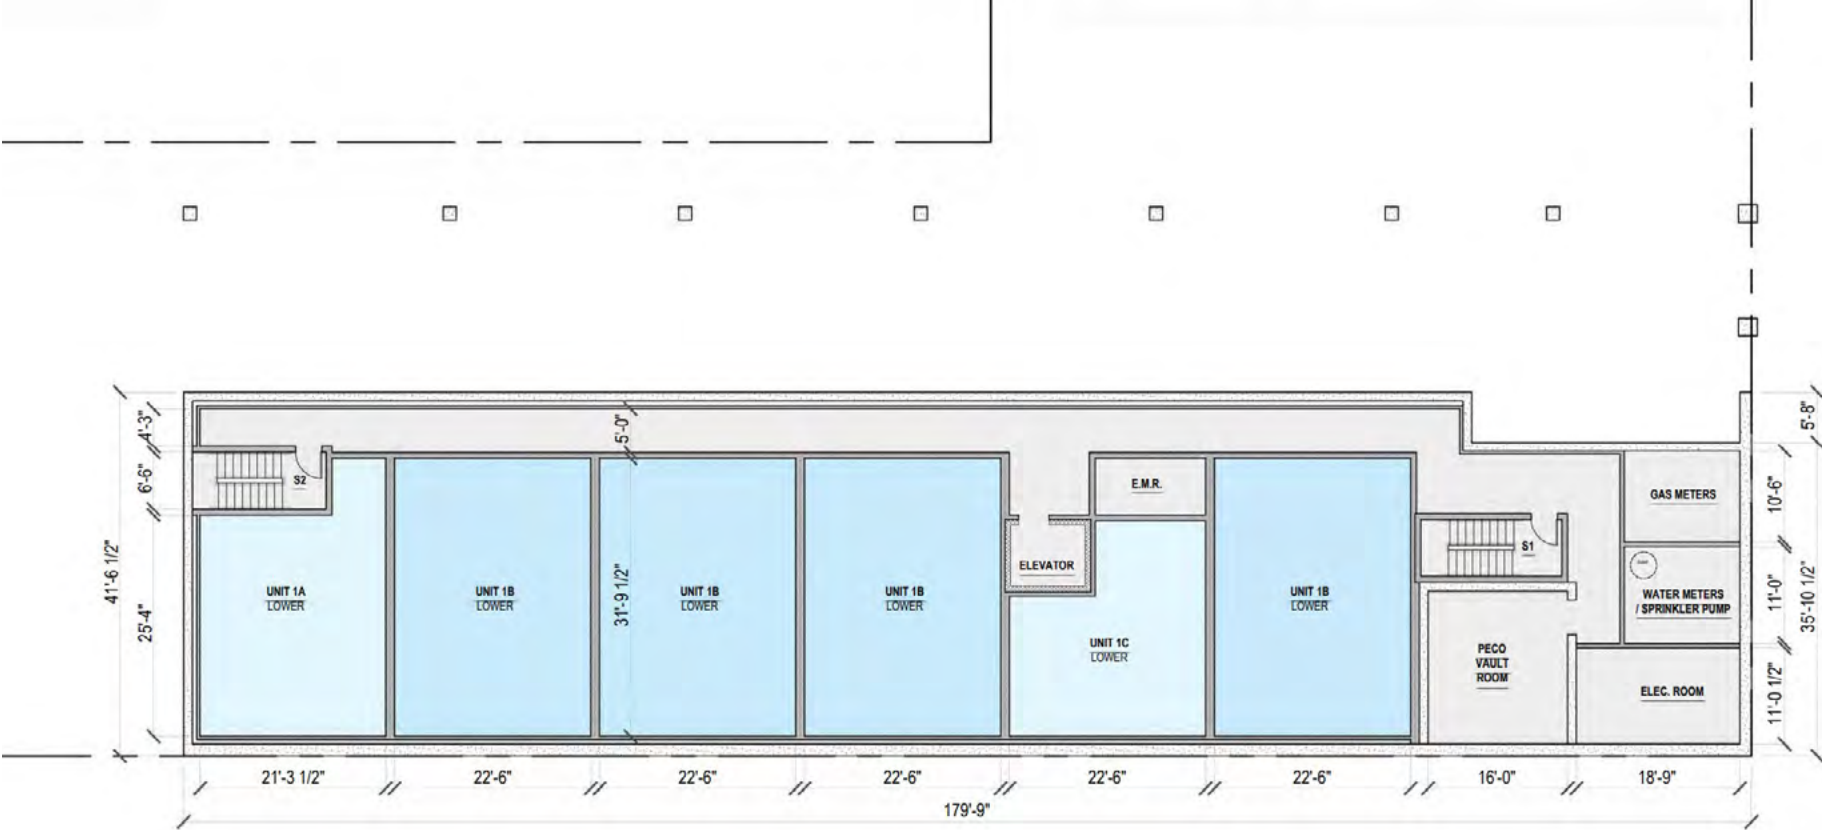 4'-3"
5'-0"
5'-8"
6'-6"
S2
E.M.R.
GAS METERS
10'-6"
S1
ELEVATOR
41'-6 1/2"
25'-4"
UNIT 1A
LOWER
UNIT 1B
LOWER
31'-9 1/2"
UNIT 1B
LOWER
UNIT 1B
LOWER
UNIT 1B
LOWER
WATER METERS
/ SPRINKLER PUMP
11'-0"
35'-10 1/2"
UNIT 1C
LOWER
PECO
VAULT
ROOM
ELEC. ROOM
11'-0 1/2"
21'-3 1/2"
22'-6"
22'-6"
22'-6"
22'-6"
22'-6"
16'-0"
18'-9"
179'-9"